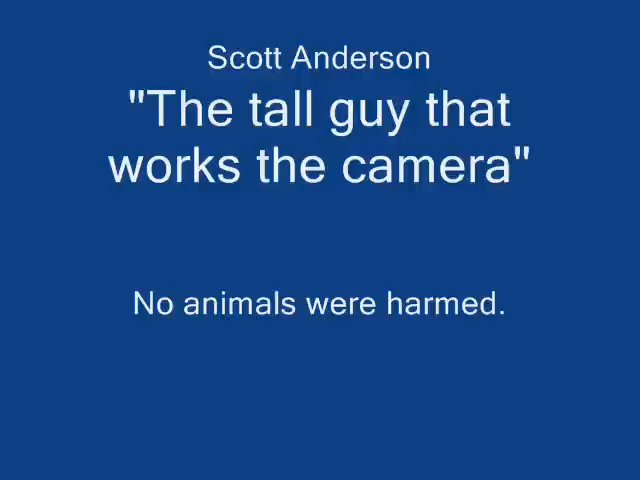 Scott Anderson
"The tall guy that
works the camera"
No animals were harmed.